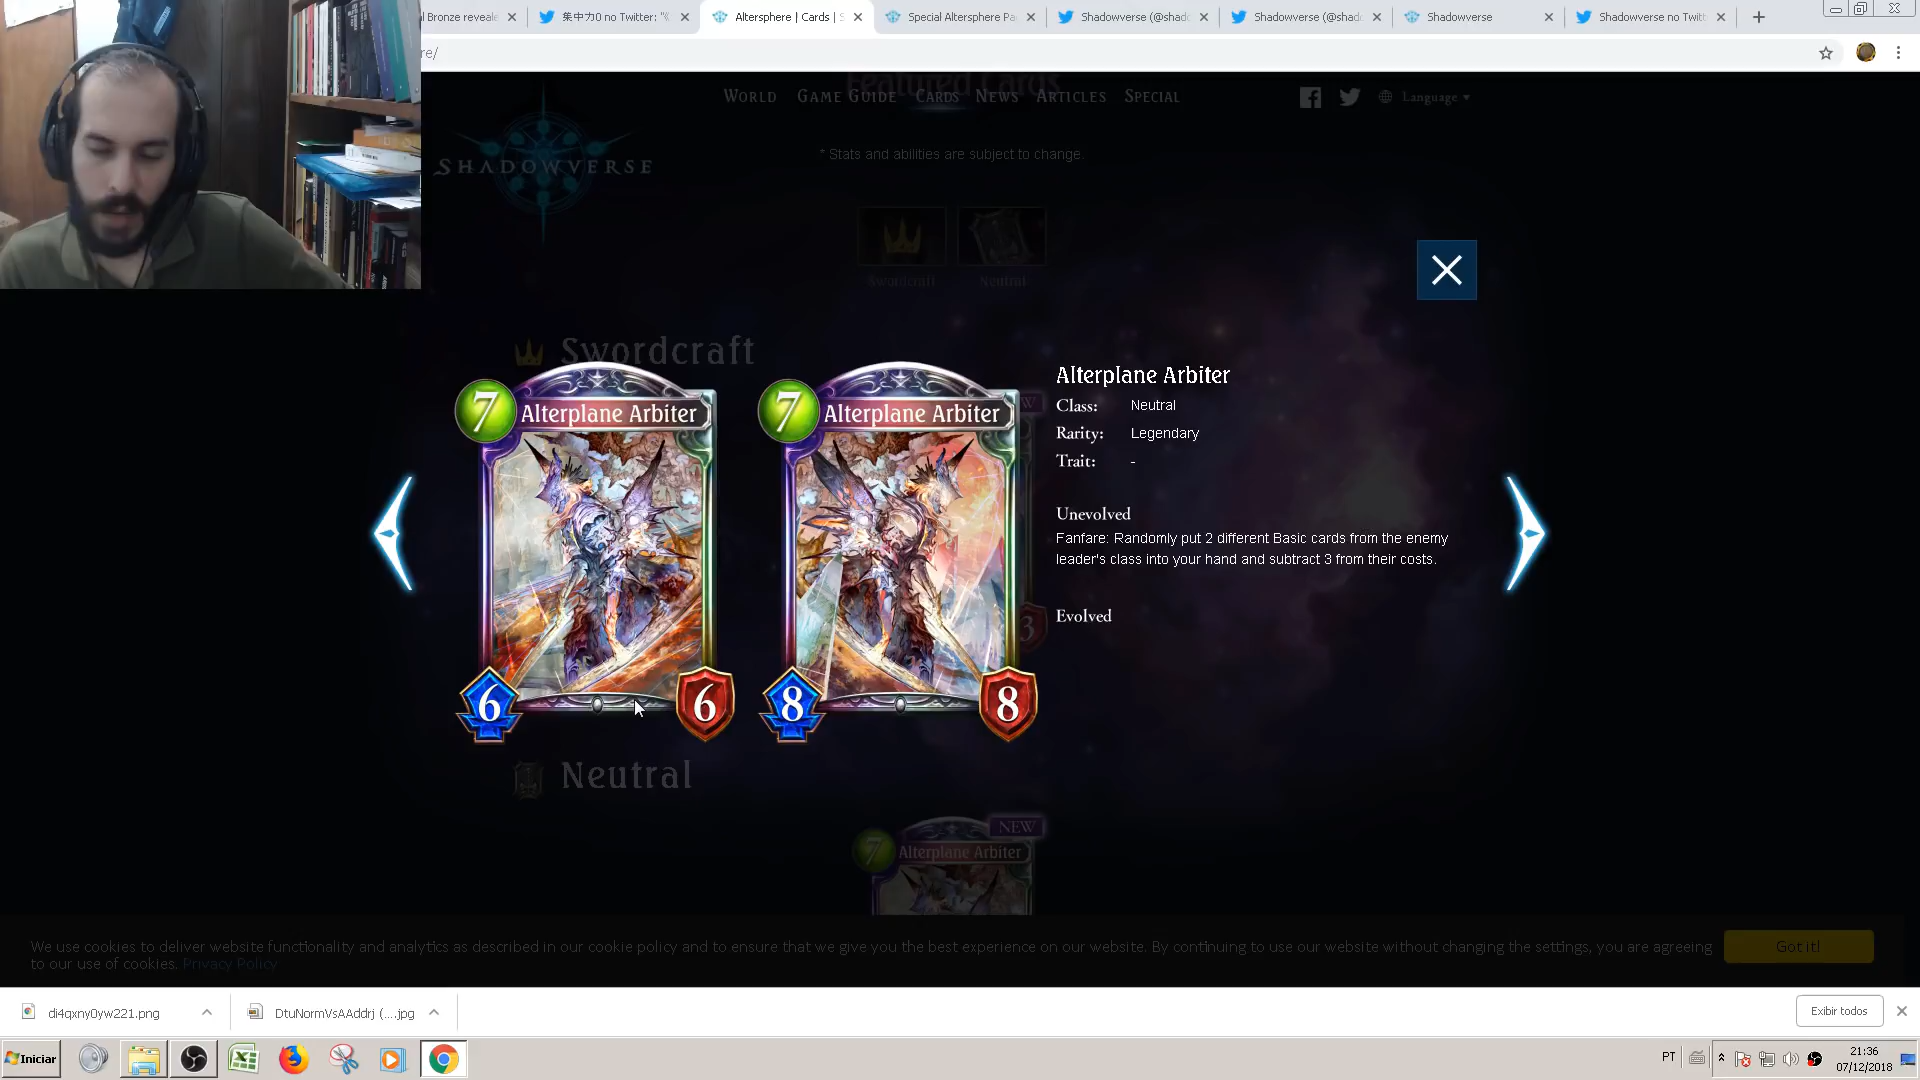 l Bronze reveale
集中力0 no Twitter: "《
Altersphere | Cards | S
Special Altersphere Pa
Shadowverse (@shado
Shadowverse (@shado
Shadowverse
Shadowverse no Twitt
re/
Featured Cards
WORLD GAME GUIDE CARDS NEWS ARTICLES SPECIAL
Language
SHADOWVERSE
* Stats and abilities are subject to change.
Swordcraft
Neutral
Swordcraft
7 Alterplane Arbiter 6 6
7 Alterplane Arbiter 8 8
W
3
Alterplane Arbiter
Class: Neutral
Rarity: Legendary
Trait: -
Unevolved
Fanfare: Randomly put 2 different Basic cards from the enemy
leader's class into your hand and subtract 3 from their costs.
Evolved
Neutral
NEW
7 Alterplane Arbiter
We use cookies to deliver website functionality and analytics as described in our cookie policy and to ensure that we give you the best experience on our website. By continuing to use our website without changing the settings, you are agreeing
to our use of cookies. Privacy Policy
Got it!
di4qxny0yw221.png
DtuNormVsAAddrj (....jpg
Exibir todos
Iniciar
PT
21:36
07/12/2018